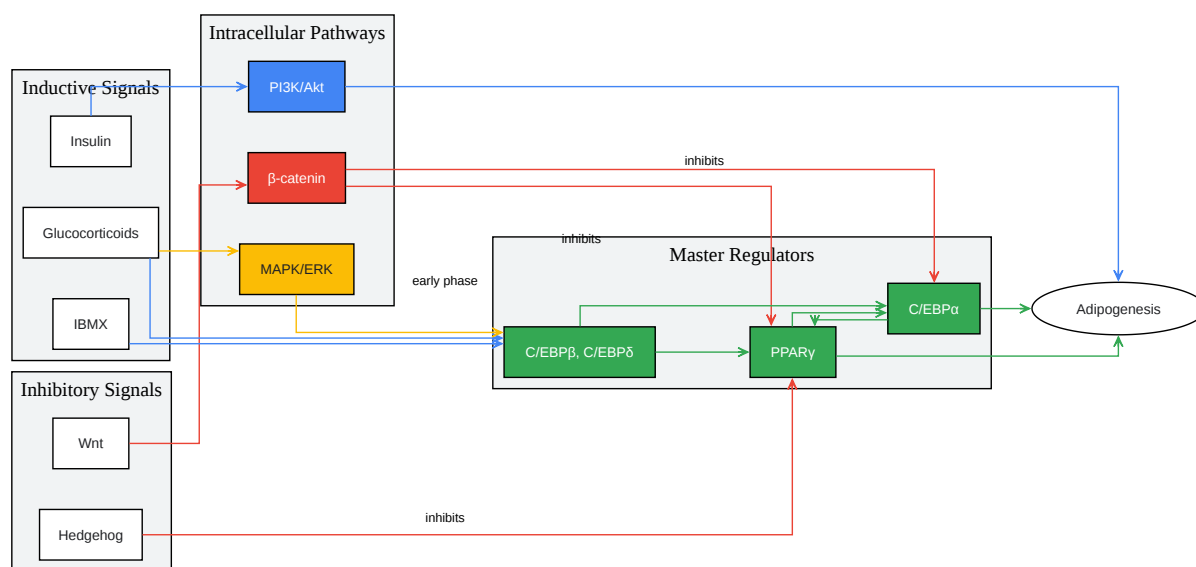 Intracellular Pathways
Inductive Signals
PI3K/Akt
Insulin
inhibits
β-catenin
Glucocorticoids
inhibits
Master Regulators
MAPK/ERK
early phase
IBMX
C/EBPα
Adipogenesis
C/EBPβ, C/EBPδ
PPARγ
Inhibitory Signals
Wnt
inhibits
Hedgehog